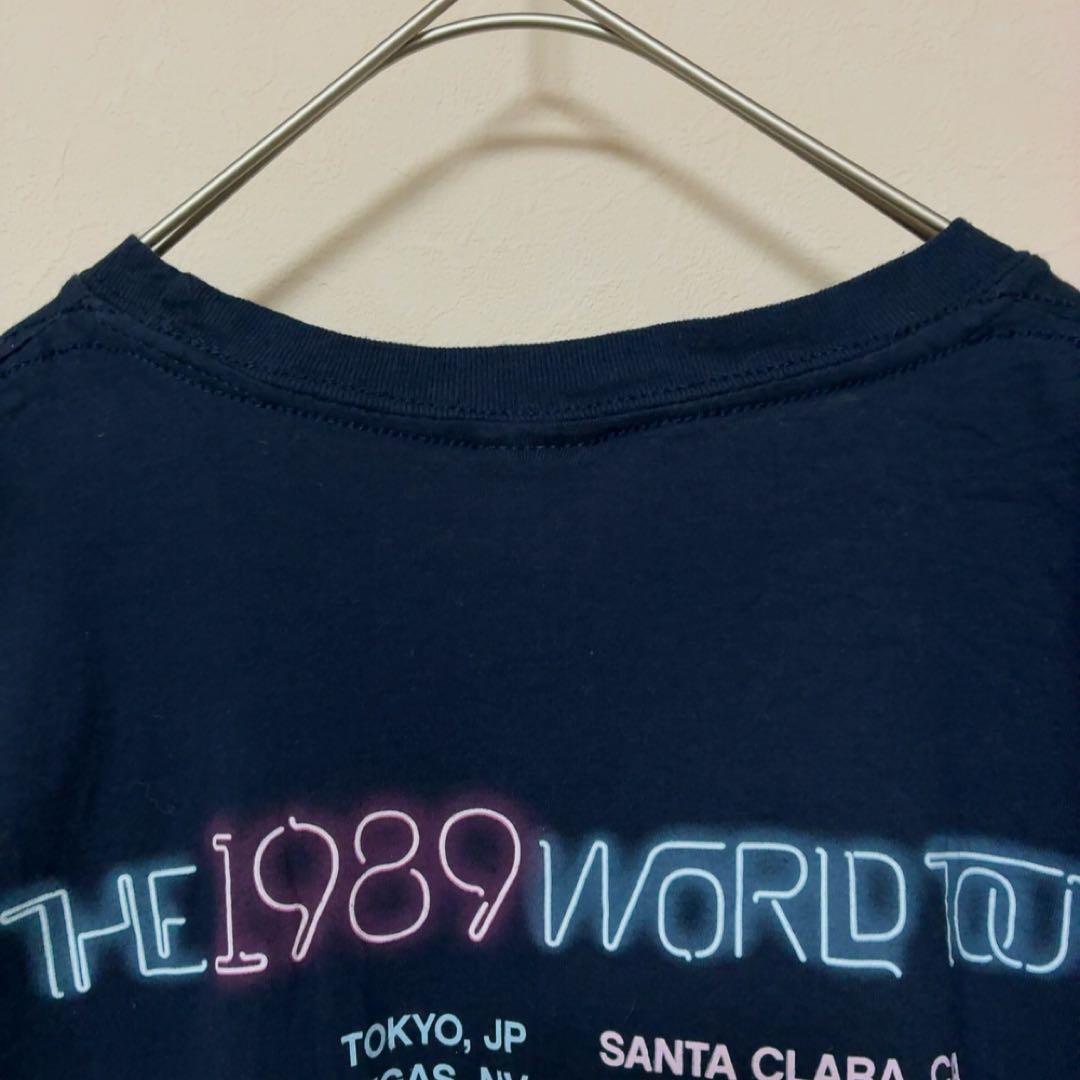 THE 1989 WORLD TOU
TOKYO, JP
SANTA CLARA, C